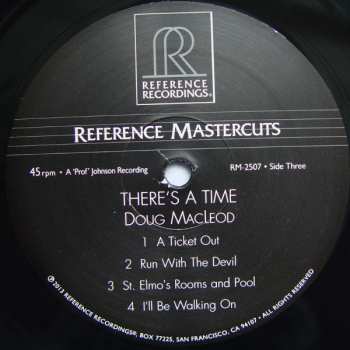 R
REFERENCE
RECORDINGS®
REFERENCE MASTERCUTS
45 rpm • A 'Prof' Johnson Recording
RM-2507 • Side Three
THERE'S A TIME
DOUG MACLEOD
1 A Ticket Out
2 Run With The Devil
3 St. Elmo's Rooms and Pool
4 I'll Be Walking On
℗2013 REFERENCE RECORDINGS®, BOX 77225, SAN FRANCISCO, CA 94107 • ALL RIGHTS RESERVED